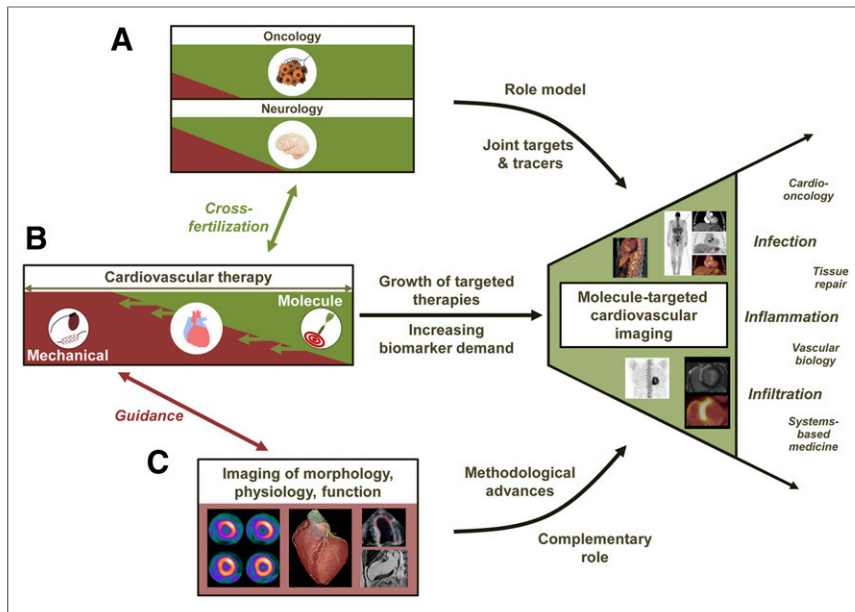 A
Oncology
Neurology
Role model
Joint targets
& tracers
Cross-
fertilization
B
Cardiovascular therapy
Molecule
Mechanical
Growth of targeted
therapies
Increasing
biomarker demand
Molecule-targeted
cardiovascular
imaging
Cardio-
oncology
Infection
Tissue
repair
Inflammation
Vascular
biology
Infiltration
Systems-
based
medicine
Guidance
C
Imaging of morphology,
physiology, function
Methodological
advances
Complementary
role